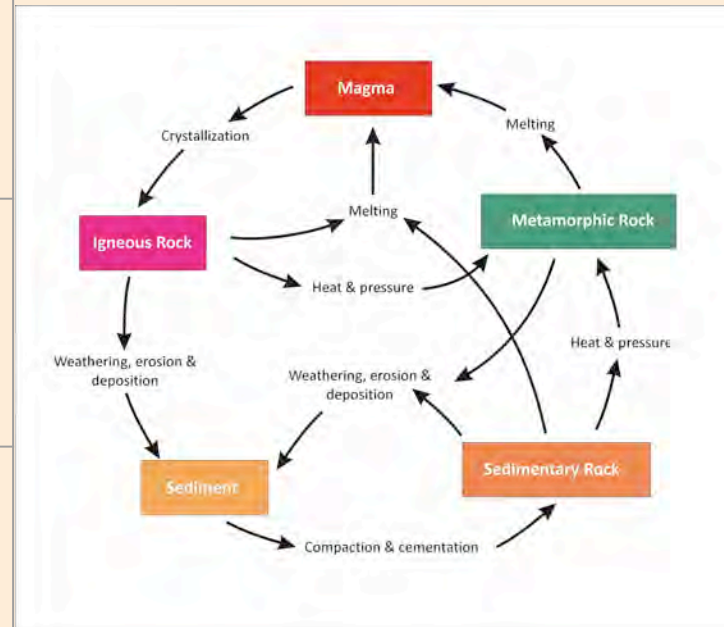 Magma
Melting
Crystallization
Melting
Metamorphic Rock
Igneous Rock
Heat & pressure
Heat & pressure
Weathering, erosion &
deposition
Weathering, erosion &
deposition
Sedimentary Rock
Sediment
Compaction & cementation